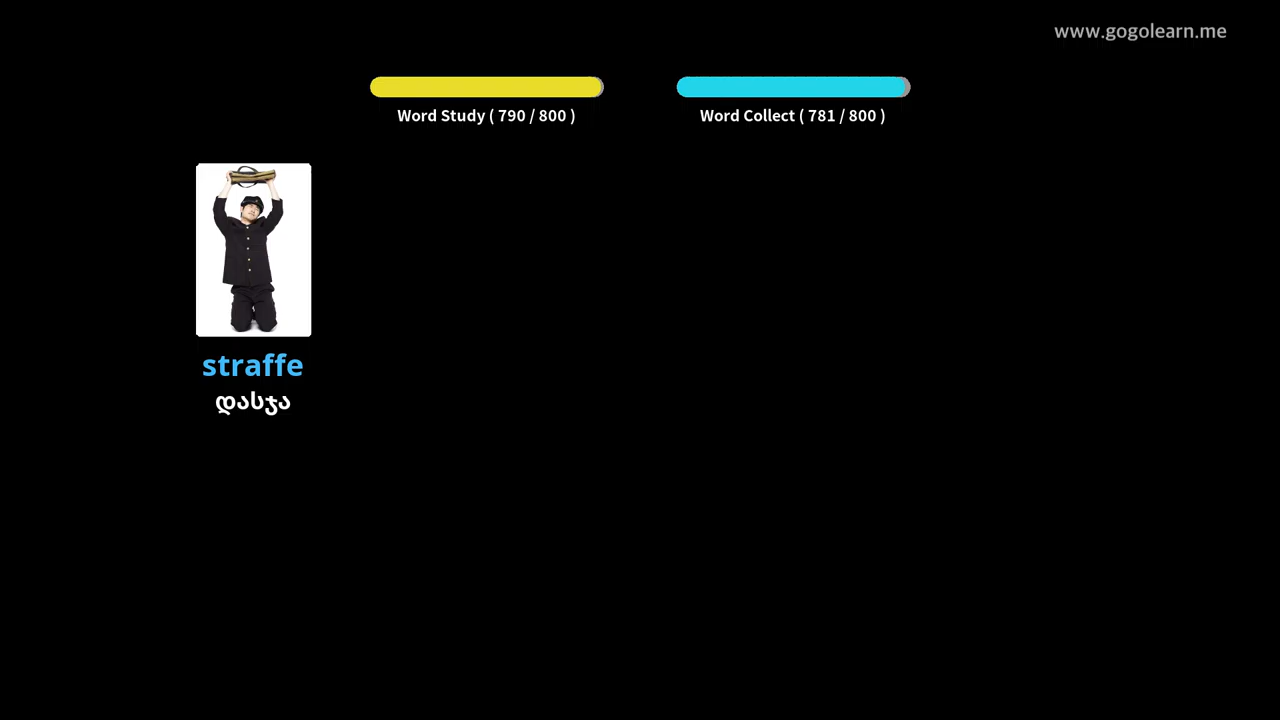 www.gogolearn.me
Word Study ( 790 / 800 )
Word Collect ( 781 / 800 )
straffe
დასჯა